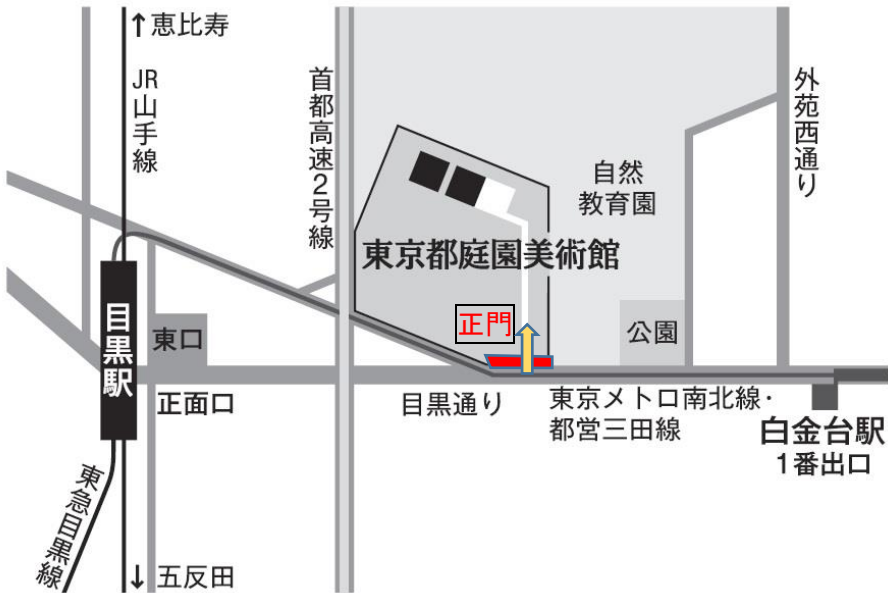 ↑恵比寿
JR山手線
首都高速2号線
外苑西通り
自然
教育園
東京都庭園美術館
正門
公園
目黒駅
東口
正面口
目黒通り
東京メトロ南北線・
都営三田線
白金台駅
1番出口
東急目黒線
↓五反田